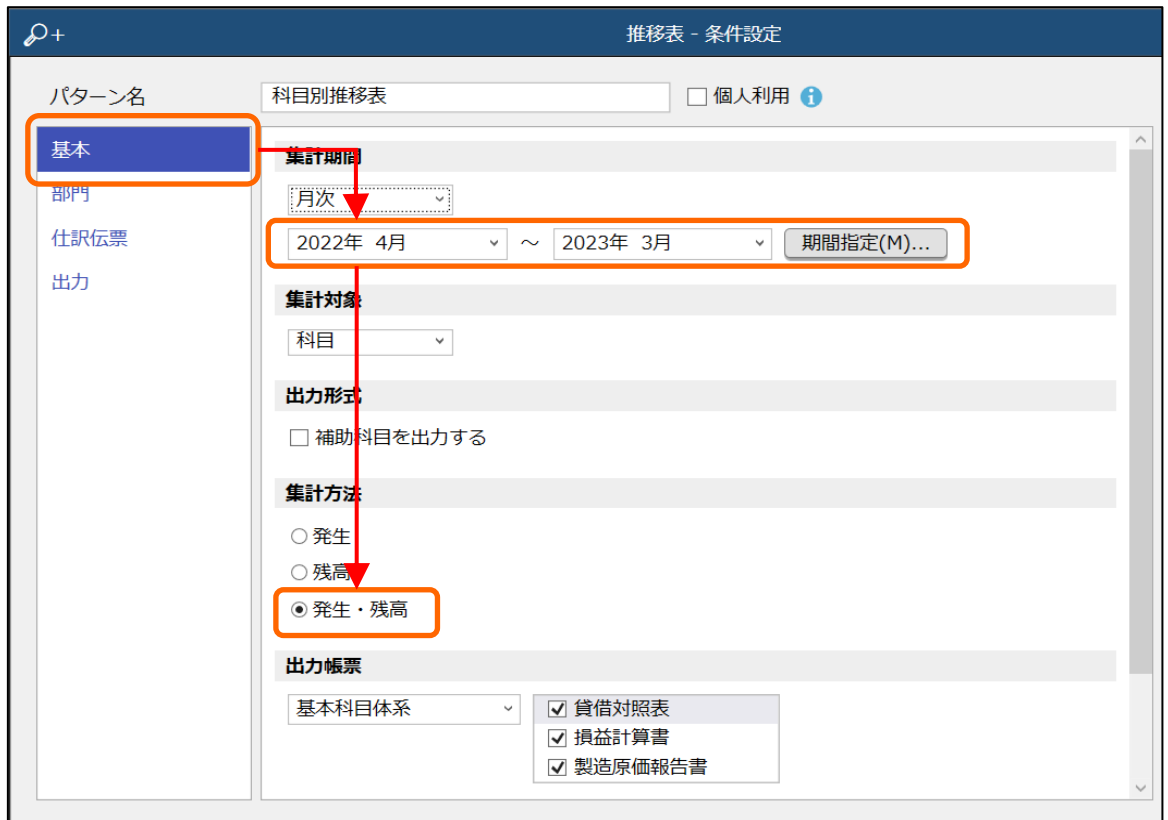 推移表 - 条件設定
パターン名
科目別推移表
個人利用
基本
部門
仕訳伝票
出力
集計期間
月次
2022年 4月 ～ 2023年 3月 期間指定(M)...
集計対象
科目
出力形式
補助科目を出力する
集計方法
発生
残高
発生・残高
出力帳票
基本科目体系
貸借対照表
損益計算書
製造原価報告書